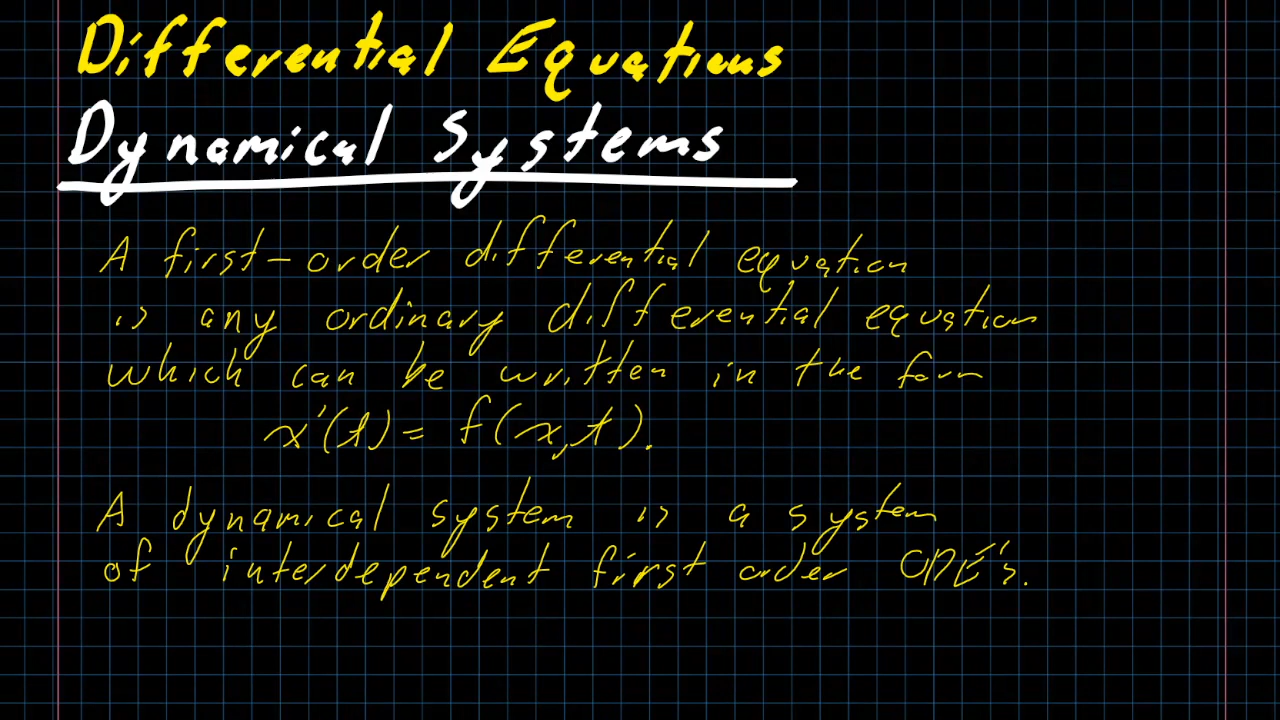 Differential Equations
Dynamical Systems
A first-order differential equation
is any ordinary differential equation
which can be written in the form
x'(t) = f(x,t).
A dynamical system is a system
of interdependent first order ODE's.